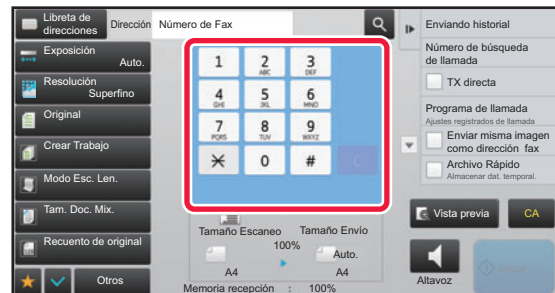 Libreta de
direcciones
Dirección
Número de Fax
Exposición
Auto.
Resolución
Superfino
Original
Crear Trabajo
Modo Esc. Len.
Tam. Doc. Mix.
Recuento de original
Otros
1
2
ABC
3
DEF
4
GHI
5
JKL
6
MNO
7
PQRS
8
TUV
9
WXYZ
0
#
C
Tamaño Escaneo
Tamaño Envío
100%
Auto.
A4
A4
Memoria recepción : 100%
Enviando historial
Número de búsqueda
de llamada
TX directa
Programa de llamada
Ajustes registrados de llamada
Enviar misma imagen
como dirección fax
Archivo Rápido
Almacenar dat. temporal.
Vista previa
CA
Altavoz
Inicio